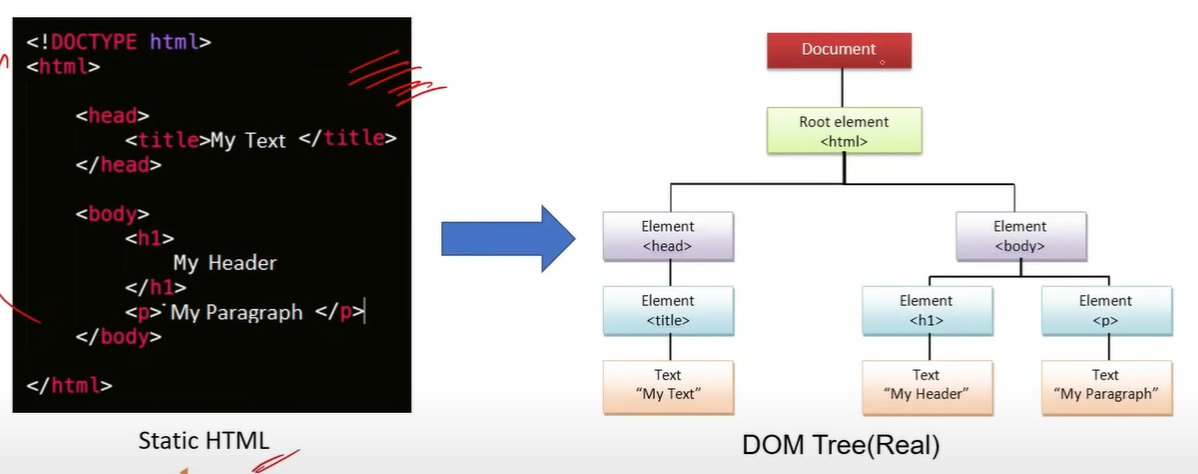 <!DOCTYPE html>
<html>
<head>
<title>My Text </title>
</head>
<body>
<h1>
My Header
</h1>
<p> My Paragraph </p>
</body>
</html>
Static HTML
Document
Root element
<html>
Element
<head>
Element
<body>
Element
<title>
Element
<h1>
Element
<p>
Text
“My Text”
Text
“My Header”
Text
“My Paragraph”
DOM Tree(Real)